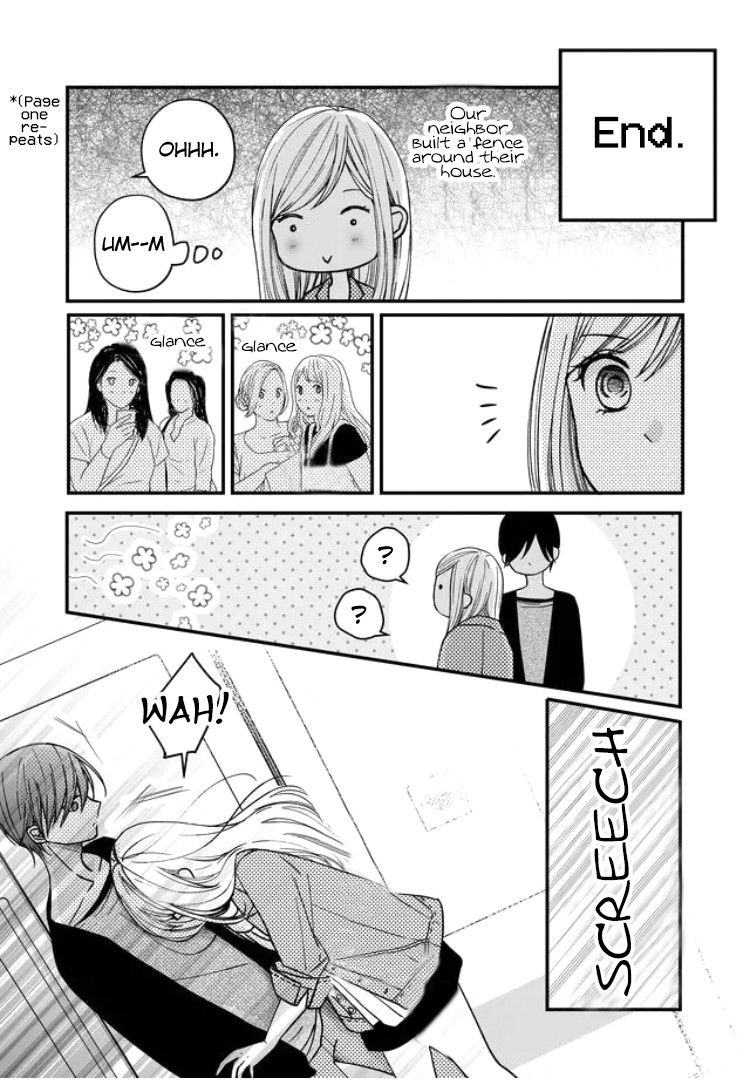 *(Page
one
re-
peats)
End.
Our
neighbor
built a fence
around their
house.
OHHH.
UM--M
Glance
Glance
?
?
WAH!
SCREECH